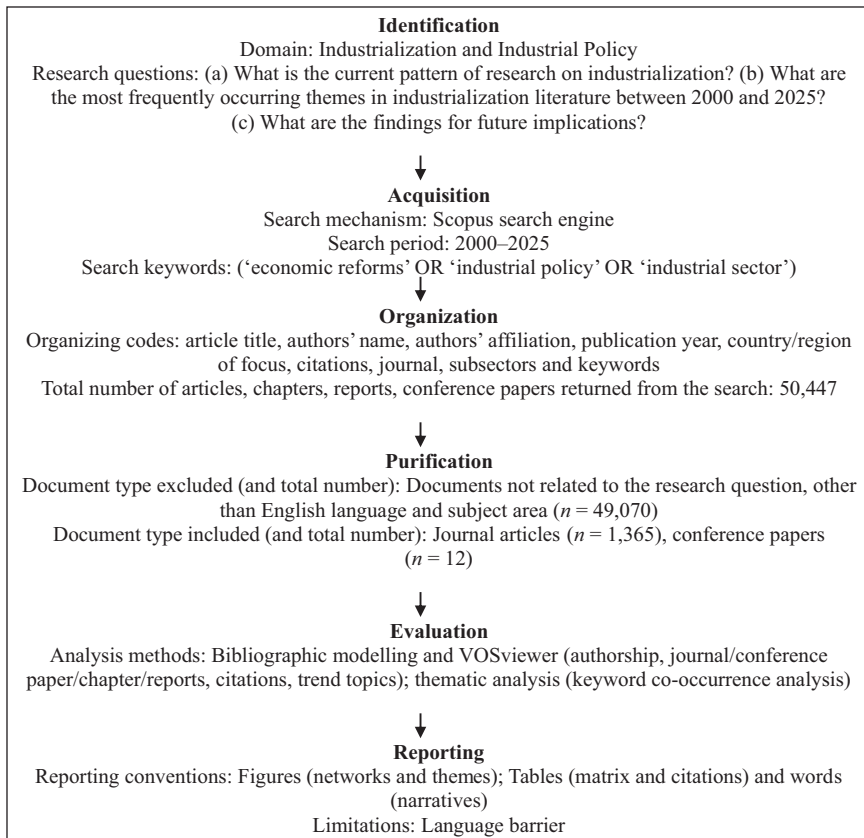 Identification
Domain: Industrialization and Industrial Policy
Research questions: (a) What is the current pattern of research on industrialization? (b) What are
the most frequently occurring themes in industrialization literature between 2000 and 2025?
(c) What are the findings for future implications?
Acquisition
Search mechanism: Scopus search engine
Search period: 2000–2025
Search keywords: (‘economic reforms’ OR ‘industrial policy’ OR ‘industrial sector’)
Organization
Organizing codes: article title, authors’ name, authors’ affiliation, publication year, country/region
of focus, citations, journal, subsectors and keywords
Total number of articles, chapters, reports, conference papers returned from the search: 50,447
Purification
Document type excluded (and total number): Documents not related to the research question, other
than English language and subject area (n = 49,070)
Document type included (and total number): Journal articles (n = 1,365), conference papers
(n = 12)
Evaluation
Analysis methods: Bibliographic modelling and VOSviewer (authorship, journal/conference
paper/chapter/reports, citations, trend topics); thematic analysis (keyword co-occurrence analysis)
Reporting
Reporting conventions: Figures (networks and themes); Tables (matrix and citations) and words
(narratives)
Limitations: Language barrier